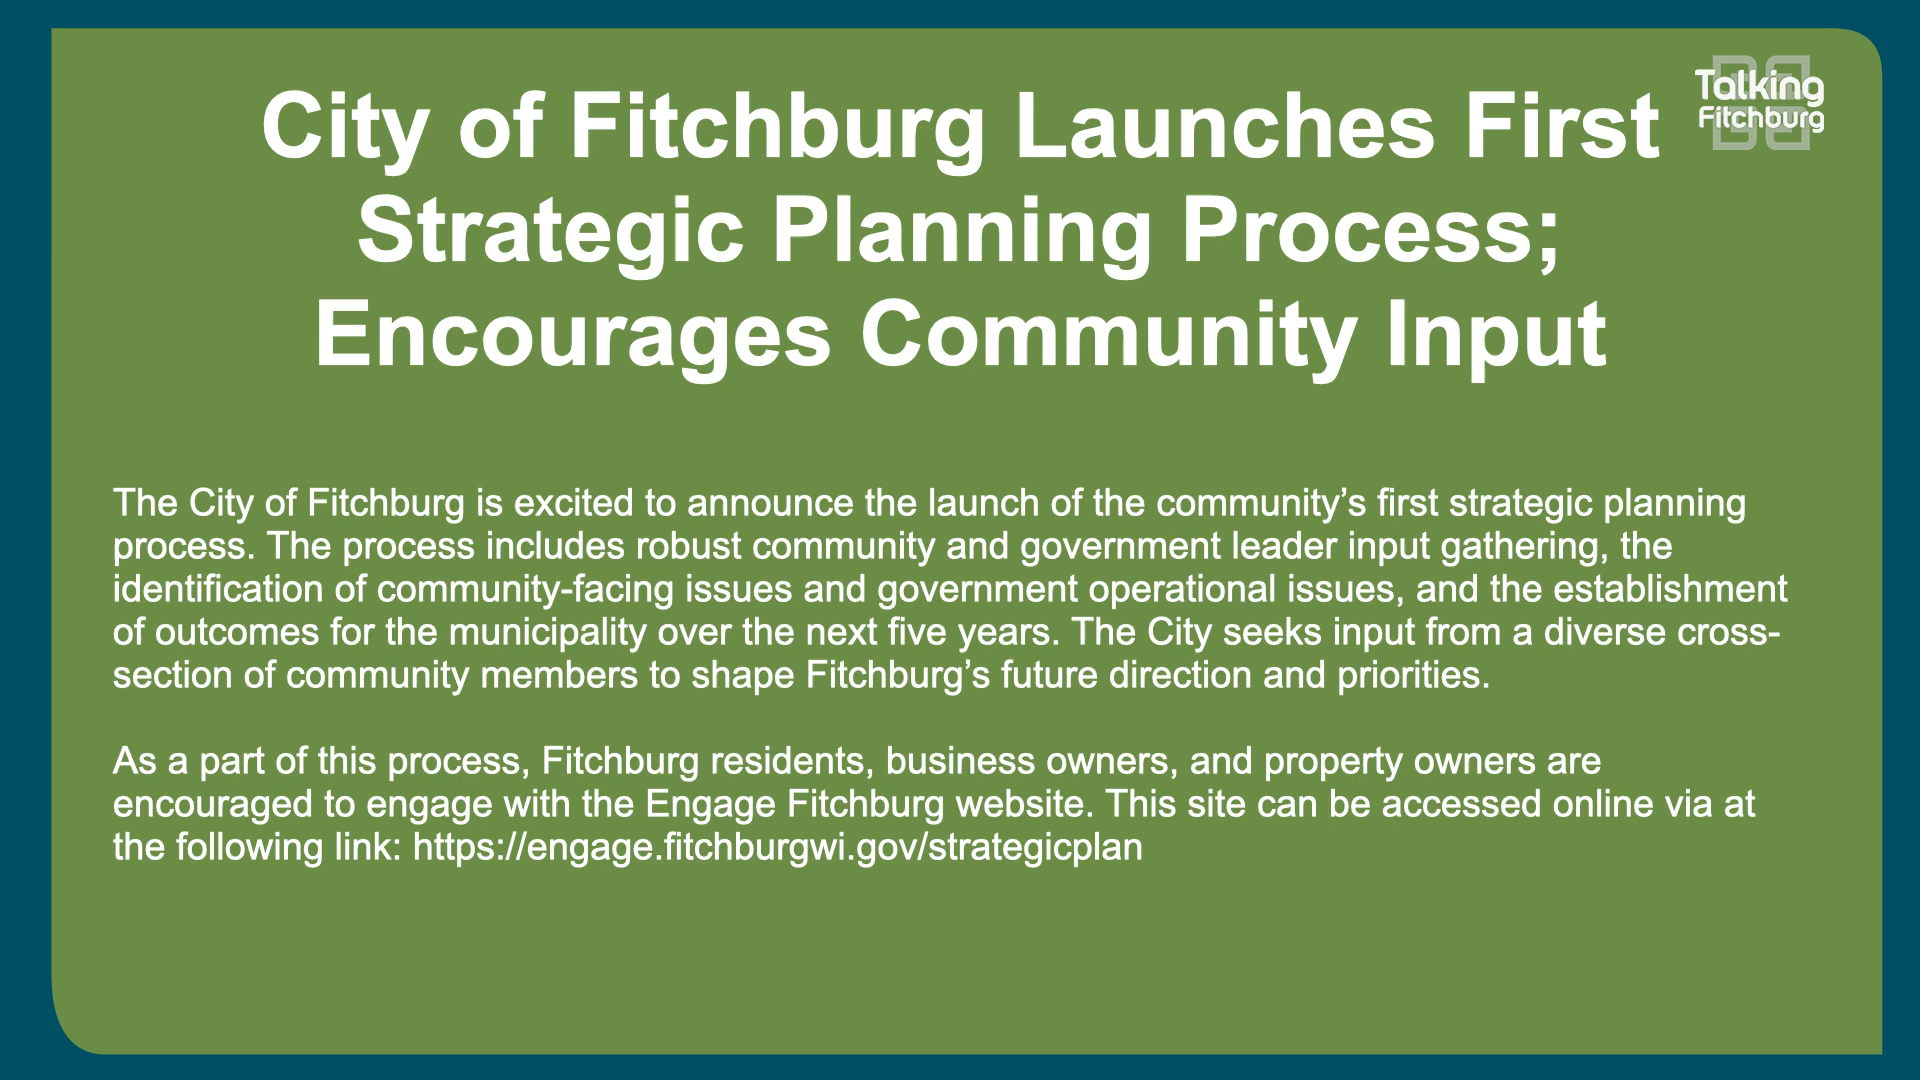 City of Fitchburg Launches First
Strategic Planning Process;
Encourages Community Input
Talking
Fitchburg
The City of Fitchburg is excited to announce the launch of the community’s first strategic planning
process. The process includes robust community and government leader input gathering, the
identification of community-facing issues and government operational issues, and the establishment
of outcomes for the municipality over the next five years. The City seeks input from a diverse cross-
section of community members to shape Fitchburg’s future direction and priorities.
As a part of this process, Fitchburg residents, business owners, and property owners are
encouraged to engage with the Engage Fitchburg website. This site can be accessed online via at
the following link: https://engage.fitchburgwi.gov/strategicplan